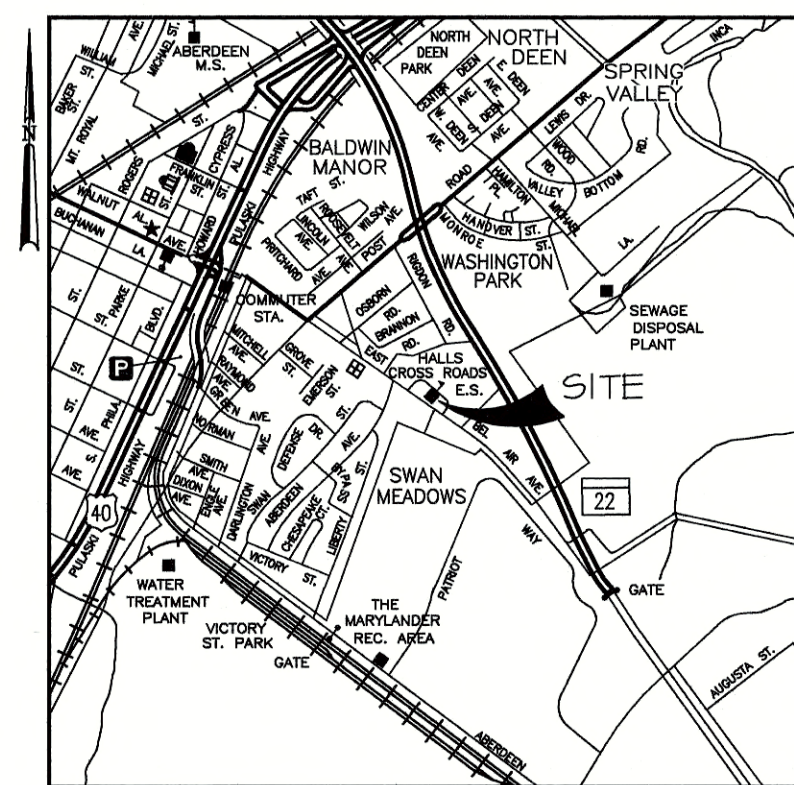 N
WILLIAM ST.
AVE.
MICHAEL ST.
ABERDEEN
M.S.
BAKER
ST.
MT. ROYAL
ST.
ROGERS
ST.
CYPRESS
AL.
FRANKLIN
ST.
ST.
HOWARD
WALNUT
AL.
AVE.
BUCHANAN
LA.
PULASKI
HIGHWAY
NORTH
DEEN
PARK
NORTH
DEEN
CENTER DEEN
AVE.
E. DEEN
AVE.
W. DEEN
AVE.
S. DEEN
AVE.
INCA
SPRING
VALLEY
LEWIS DR.
WOOD
RD.
RD.
VALLEY BOTTOM
HAMILTON
PL.
MICHAEL
LA.
HANOVER ST.
MONROE
ST.
WASHINGTON
PARK
BALDWIN
MANOR
TAFT ST.
ROOSEVELT
AVE.
WILSON
AVE.
LINCOLN
AVE.
PRITCHARD
AVE.
POST
ROAD
RIGDON
RD.
SEWAGE
DISPOSAL
PLANT
COMMUTER
STA.
OSBORN
RD.
BRANNON
RD.
EAST
HALLS
CROSS ROADS
E.S.
SITE
MITCHELL
AVE.
GROVE
ST.
EMERSON
ST.
RAYMOND
AVE.
GREEN
AVE.
NORMAN
AVE.
SMITH
AVE.
DIXON
AVE.
ENGLE
AVE.
DARLINGTON
SWAN
ABERDEEN
AVE.
DEFENSE
DR.
ST.
BYPASS
ST.
CHESAPEAKE
CT.
LIBERTY
VICTORY
ST.
ST.
PARKE
ST.
BLVD.
ST.
P
ST.
PHILA.
AVE.
S.
AVE.
HIGHWAY
40
PULASKI
BEL AIR
AVE.
SWAN
MEADOWS
22
WAY
PATRIOT
GATE
WATER
TREATMENT
PLANT
VICTORY
ST. PARK
THE
MARYLANDER
REC. AREA
GATE
AUGUSTA ST.
ABERDEEN